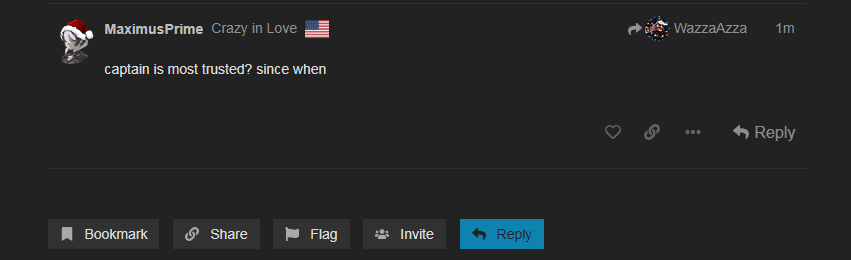 MaximusPrime Crazy in Love WazzaAzza 1m
captain is most trusted? since when
Reply
Bookmark Share Flag Invite Reply